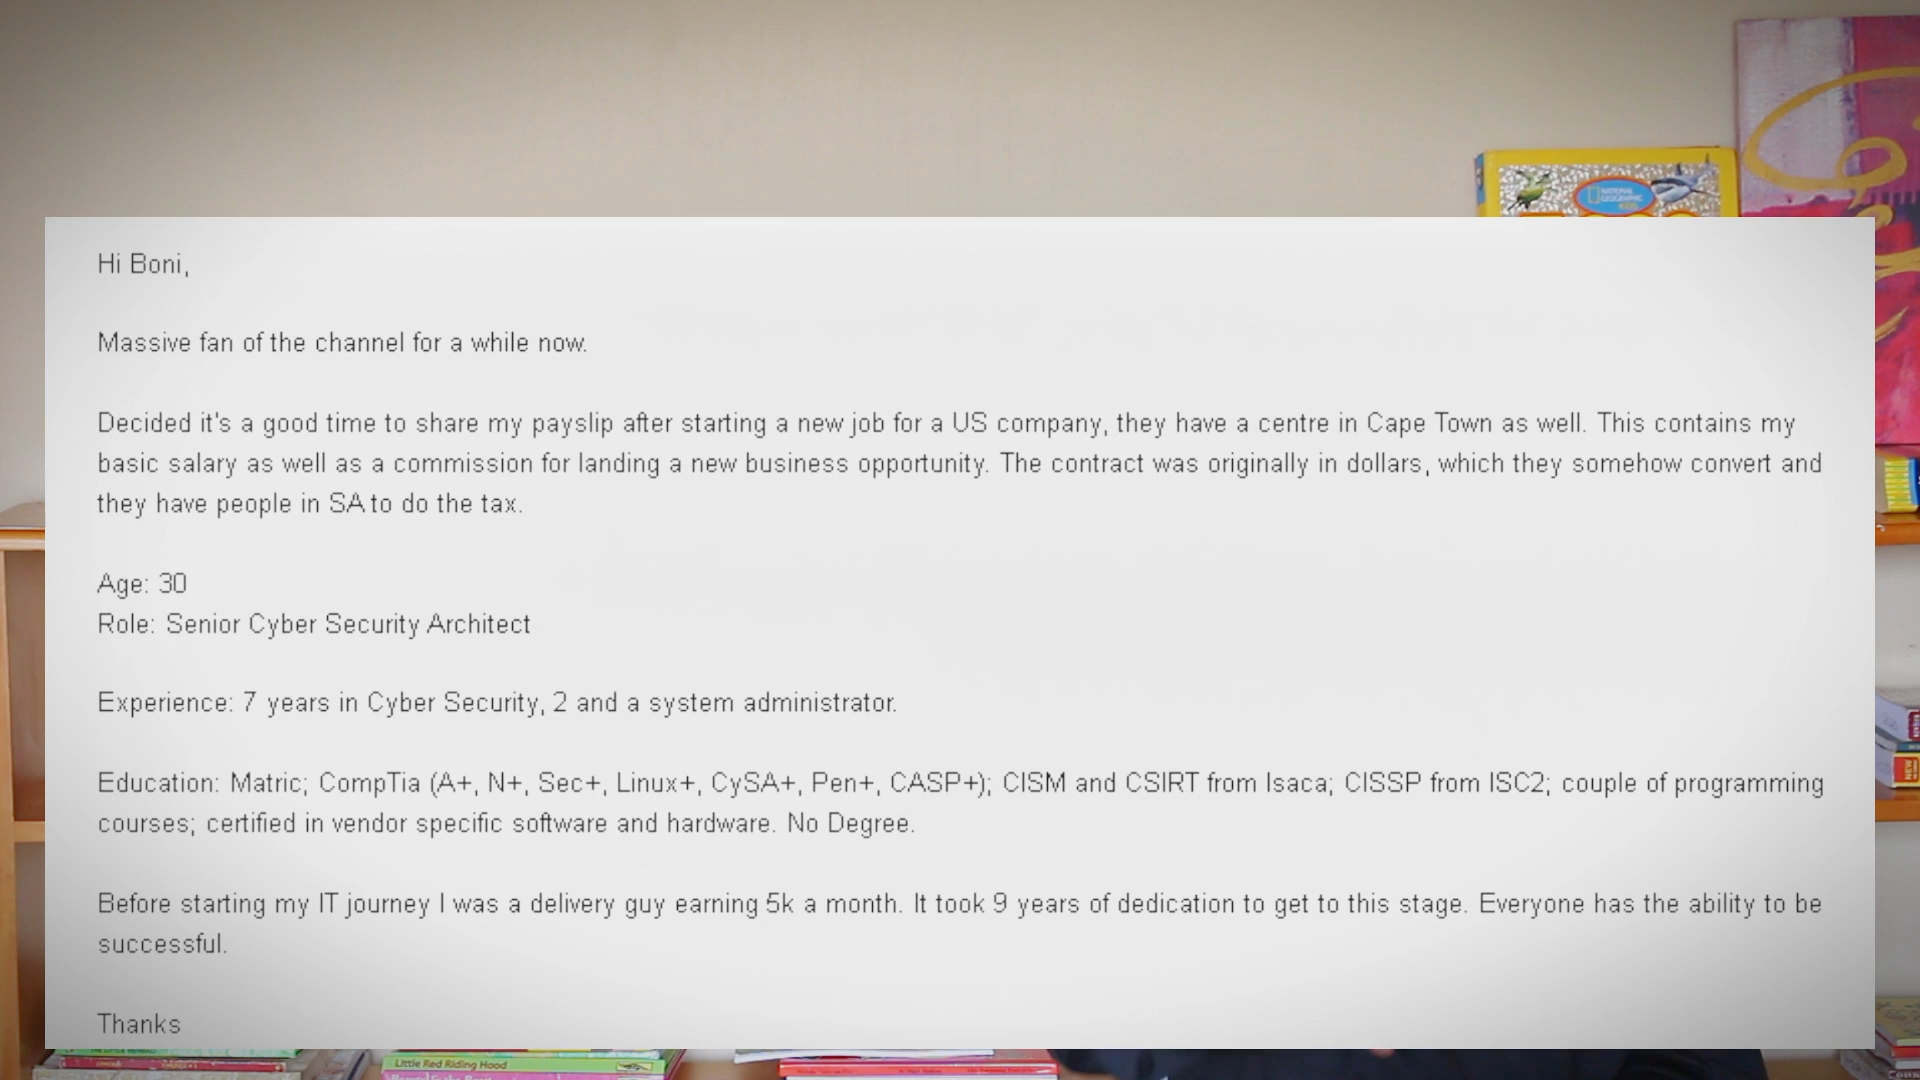 NATIONAL
GEOGRAPHIC
KIDS
Hi Boni,
Massive fan of the channel for a while now.
Decided it's a good time to share my payslip after starting a new job for a US company, they have a centre in Cape Town as well. This contains my
basic salary as well as a commission for landing a new business opportunity. The contract was originally in dollars, which they somehow convert and
they have people in SA to do the tax.
Age: 30
Role: Senior Cyber Security Architect
Experience: 7 years in Cyber Security, 2 and a system administrator.
Education: Matric; CompTia (A+, N+, Sec+, Linux+, CySA+, Pen+, CASP+); CISM and CSIRT from Isaca; CISSP from ISC2; couple of programming
courses; certified in vendor specific software and hardware. No Degree.
Before starting my IT journey I was a delivery guy earning 5k a month. It took 9 years of dedication to get to this stage. Everyone has the ability to be
successful.
Thanks
Little Red Riding Hood